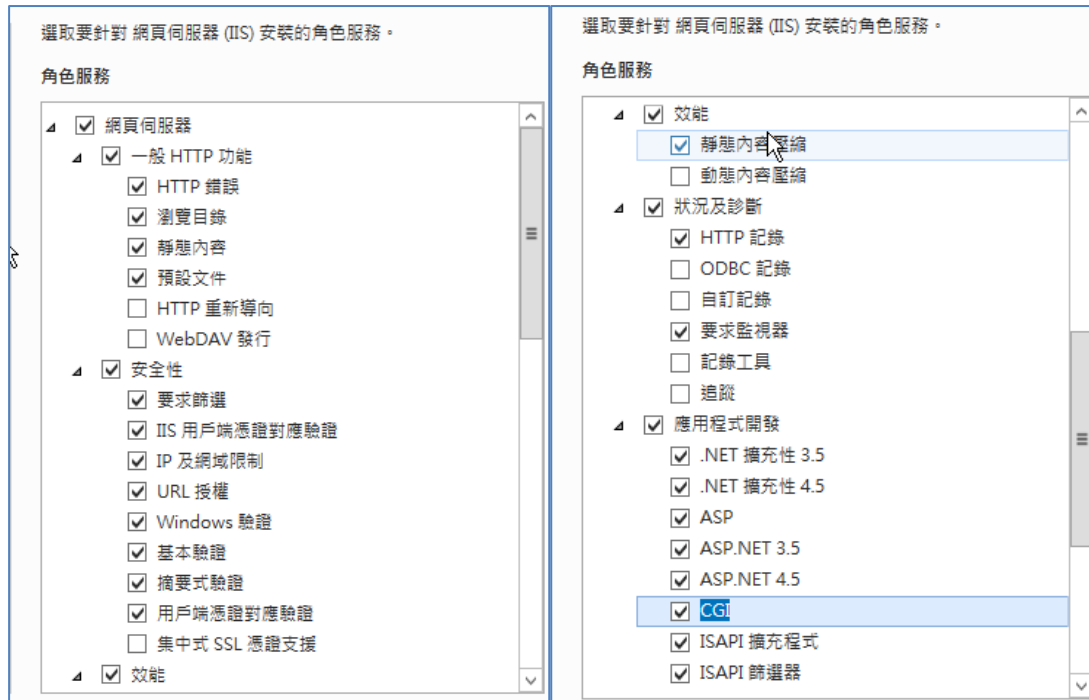 選取要針對 網頁伺服器 (IIS) 安裝的角色服務。
角色服務
網頁伺服器
一般 HTTP 功能
HTTP 錯誤
瀏覽目錄
靜態內容
預設文件
HTTP 重新導向
WebDAV 發行
安全性
要求篩選
IIS 用戶端憑證對應驗證
IP 及網域限制
URL 授權
Windows 驗證
基本驗證
摘要式驗證
用戶端憑證對應驗證
集中式 SSL 憑證支援
效能
選取要針對 網頁伺服器 (IIS) 安裝的角色服務。
角色服務
效能
靜態內容壓縮
動態內容壓縮
狀況及診斷
HTTP 記錄
ODBC 記錄
自訂記錄
要求監視器
記錄工具
追蹤
應用程式開發
.NET 擴充性 3.5
.NET 擴充性 4.5
ASP
ASP.NET 3.5
ASP.NET 4.5
CGI
ISAPI 擴充程式
ISAPI 篩選器